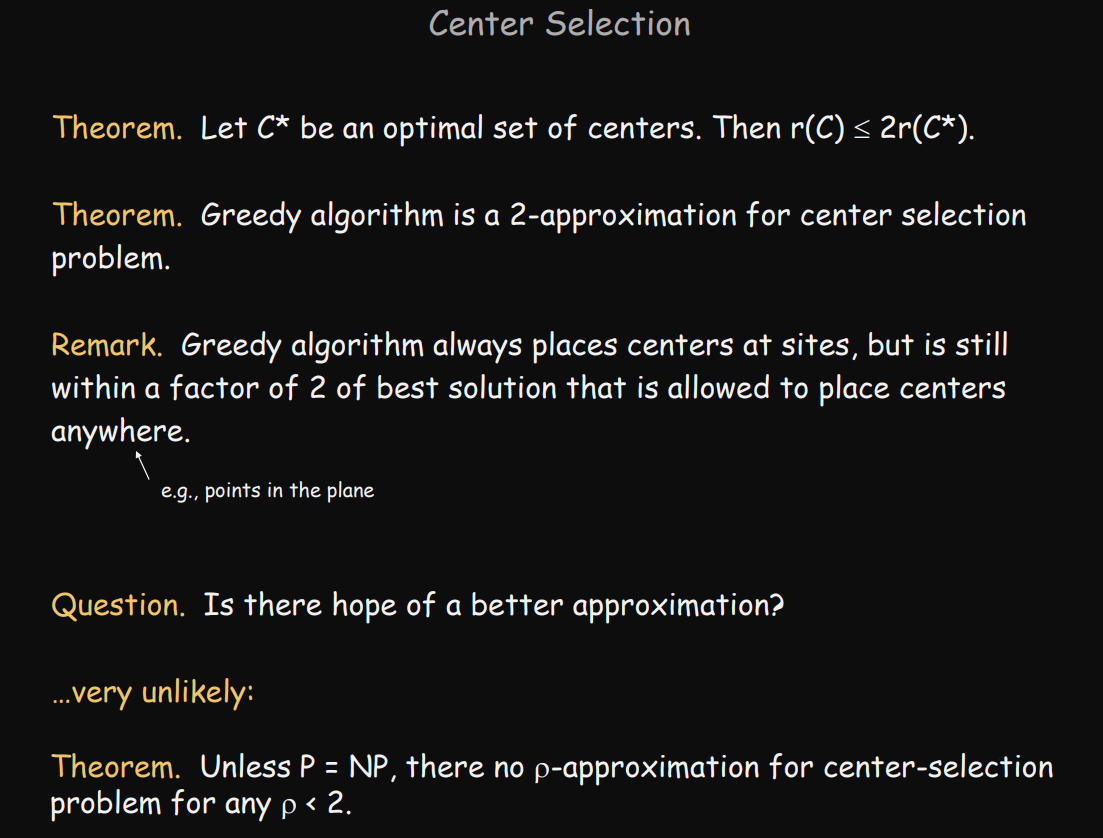 Center Selection
Theorem. Let C* be an optimal set of centers. Then r(C) ≤ 2r(C*).
Theorem. Greedy algorithm is a 2-approximation for center selection
problem.
Remark. Greedy algorithm always places centers at sites, but is still
within a factor of 2 of best solution that is allowed to place centers
anywhere.
e.g., points in the plane
Question. Is there hope of a better approximation?
…very unlikely:
Theorem. Unless P = NP, there no ρ-approximation for center-selection
problem for any ρ < 2.